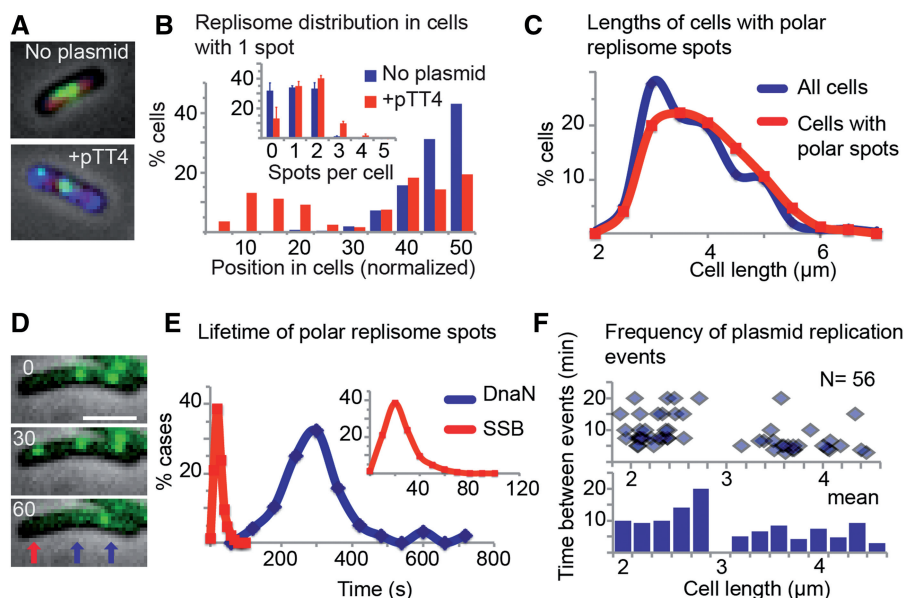 A
No plasmid
+pTT4
B
Replisome distribution in cells
with 1 spot
% cells
40
20
40
20
0 1 2 3 4 5
Spots per cell
No plasmid
+pTT4
10 20 30 40 50
Position in cells (normalized)
C
Lengths of cells with polar
replisome spots
% cells
20
10
All cells
Cells with
polar spots
2 4 6
Cell length (µm)
D
0
30
60
E
Lifetime of polar replisome spots
% cases
40
20
40
20
0 40 80 120
DnaN
SSB
200 400 600 800
Time (s)
F
Frequency of plasmid replication
events
Time between events (min)
N= 56
20
15
10
5
2 3 4
mean
20
10
2 3 4
Cell length (µm)